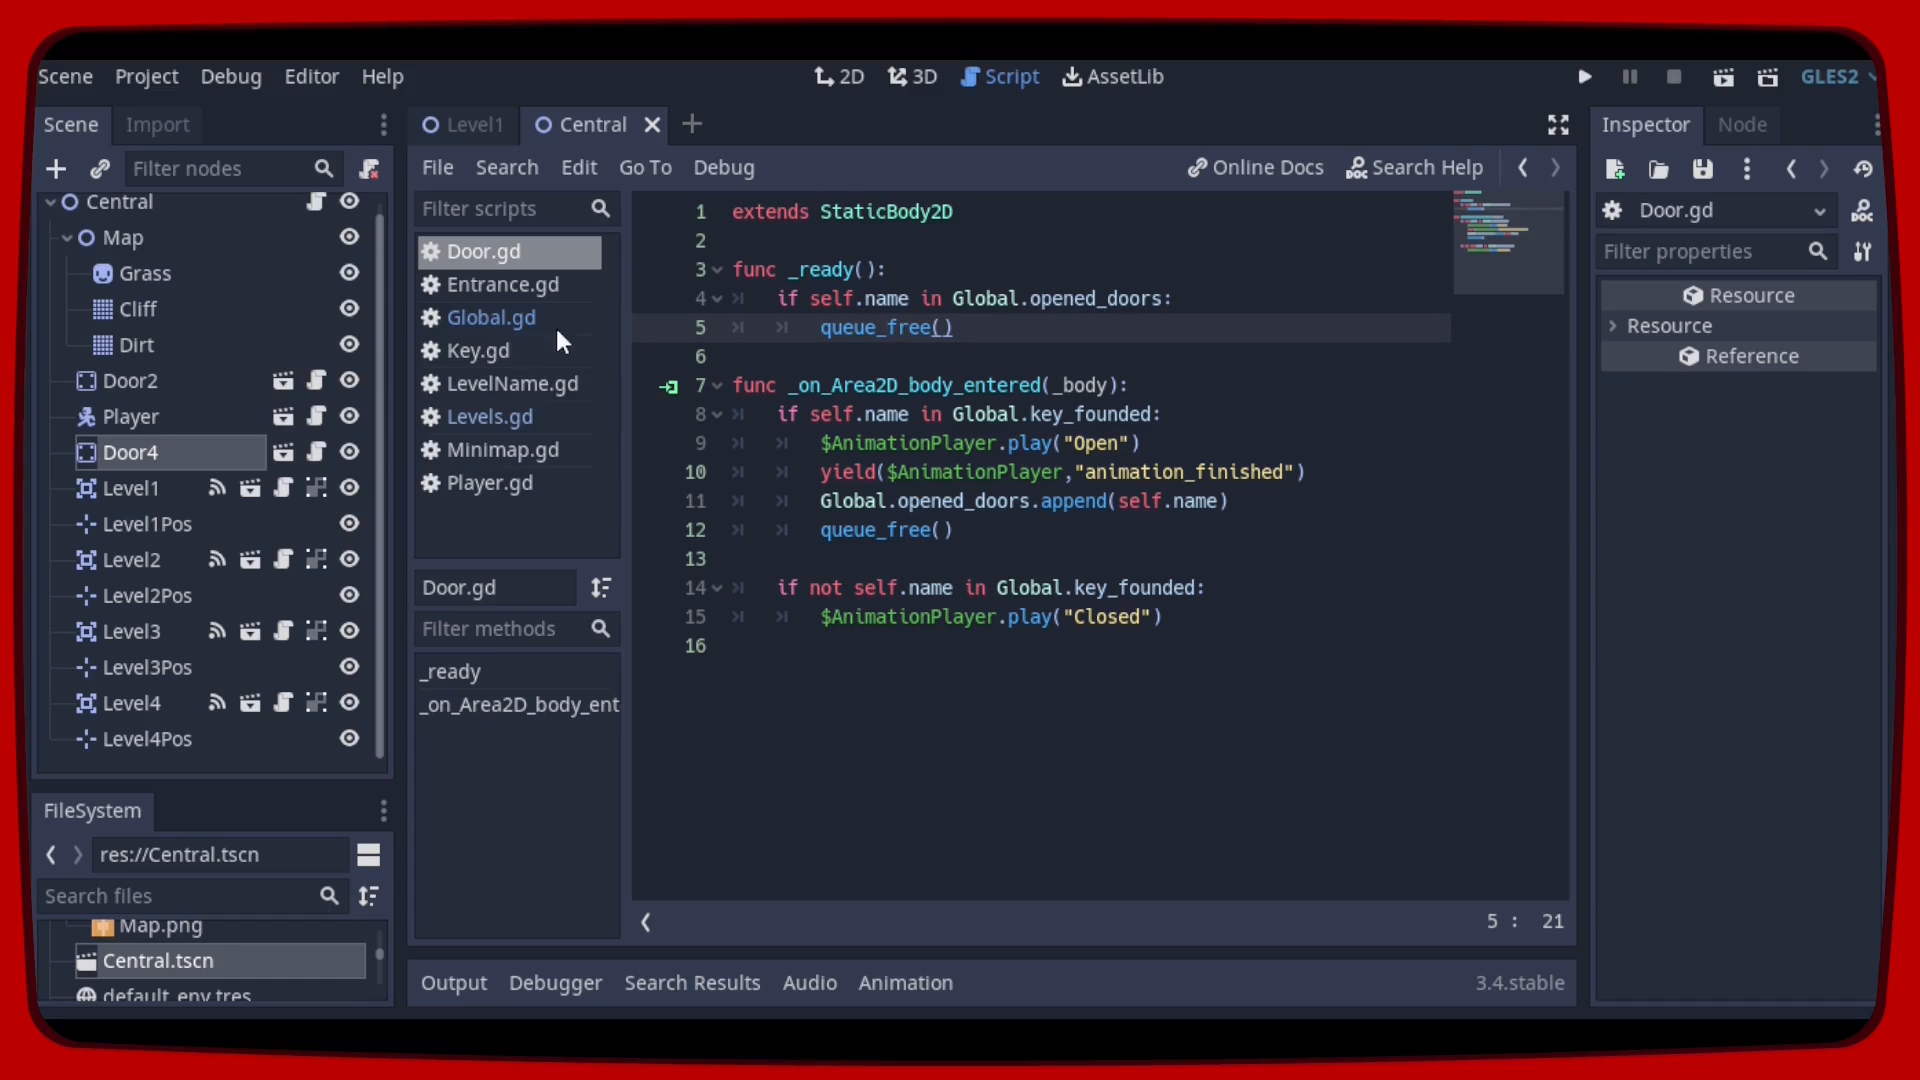 Scene Project Debug Editor Help
2D 3D Script AssetLib
GLES2
Scene Import
Filter nodes
Central
Map
Grass
Cliff
Dirt
Door2
Player
Door4
Level1
Level1Pos
Level2
Level2Pos
Level3
Level3Pos
Level4
Level4Pos
FileSystem
res://Central.tscn
Search files
Map.png
Central.tscn
default_env.tres
Level1 Central
File Search Edit Go To Debug
Online Docs Search Help
Filter scripts
Door.gd
Entrance.gd
Global.gd
Key.gd
LevelName.gd
Levels.gd
Minimap.gd
Player.gd
Door.gd
Filter methods
_ready
_on_Area2D_body_ent
1 extends StaticBody2D
2
3 func _ready():
4 if self.name in Global.opened_doors:
5 queue_free()
6
7 func _on_Area2D_body_entered(_body):
8 if self.name in Global.key_founded:
9 $AnimationPlayer.play("Open")
10 yield($AnimationPlayer,"animation_finished")
11 Global.opened_doors.append(self.name)
12 queue_free()
13
14 if not self.name in Global.key_founded:
15 $AnimationPlayer.play("Closed")
16
5 : 21
Output Debugger Search Results Audio Animation
3.4.stable
Inspector Node
Door.gd
Filter properties
Resource
Resource
Reference